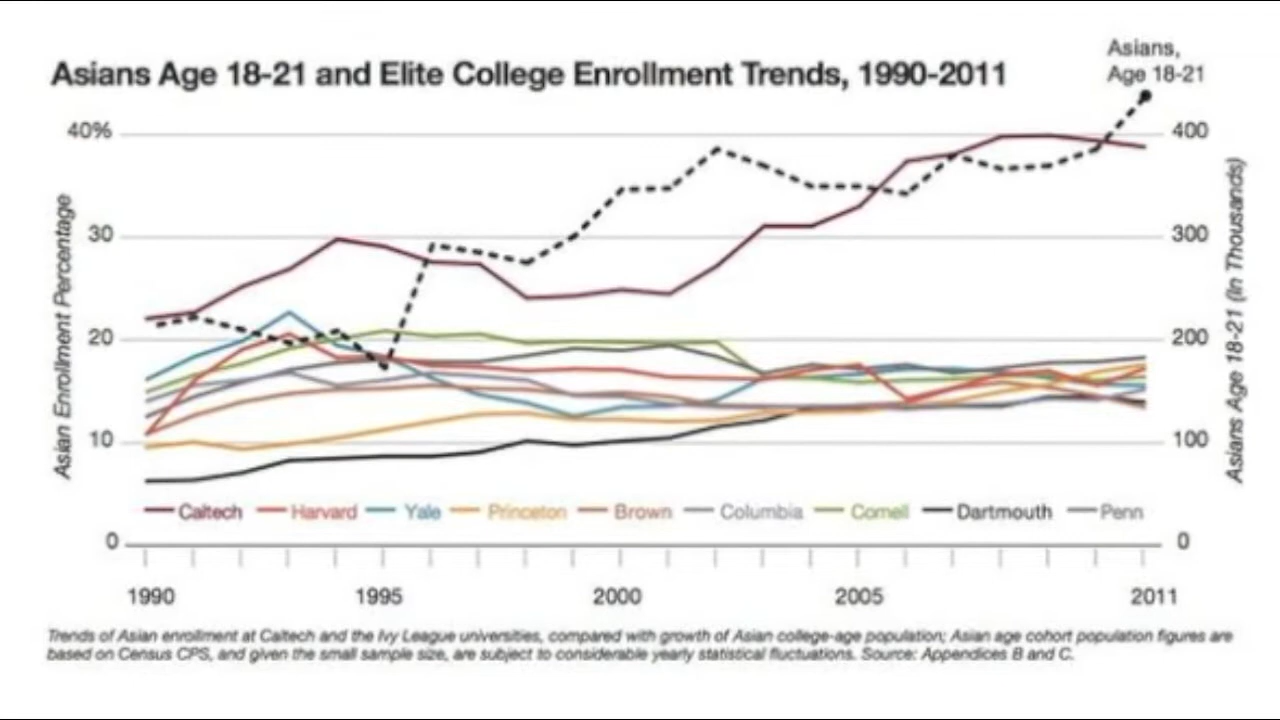 Asians,
Age 18-21
Asians Age 18-21 and Elite College Enrollment Trends, 1990-2011
40%
30
20
10
0
Asian Enrollment Percentage
400
300
200
100
0
Asians Age 18-21 (In Thousands)
Caltech Harvard Yale Princeton Brown Columbia Cornell Dartmouth Penn
1990 1995 2000 2005 2011
Trends of Asian enrollment at Caltech and the Ivy League universities, compared with growth of Asian college-age population; Asian age cohort population figures are
based on Census CPS, and given the small sample size, are subject to considerable yearly statistical fluctuations. Source: Appendices B and C.